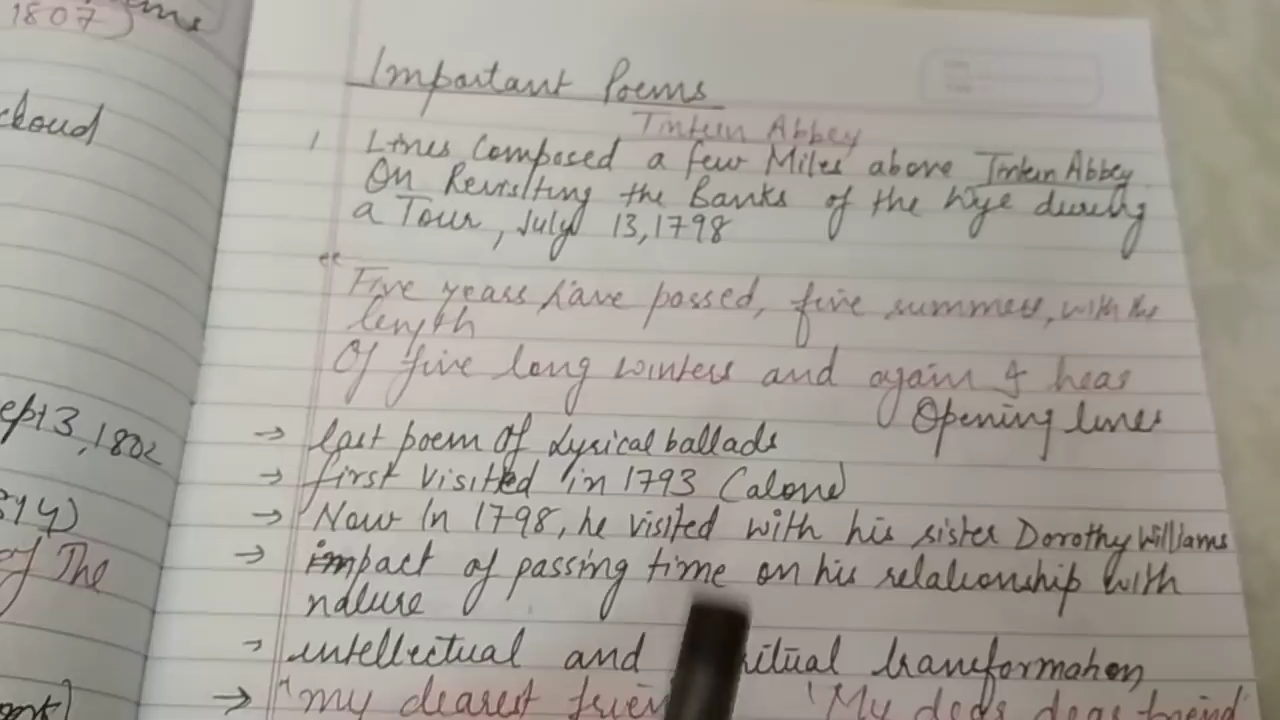 1807)
cloud
ept3,1802
of The
Important Poems
Tintern Abbey
1 Lines Composed a few Miles above Tintern Abbey
On Revisiting the Banks of the Wye during
a Tour, July 13,1798
"Five years have passed, five summers, with the
length
Of five long winters and again I hear
Opening lines
→ last poem of Lyrical ballads
→ first visited in 1793 (alone)
→ Now In 1798, he visited with his sister Dorothy Williams
→ impact of passing time on his relationship with
nature
→ intellectual and transformation
→ "my dearest 'My dear dear friend'